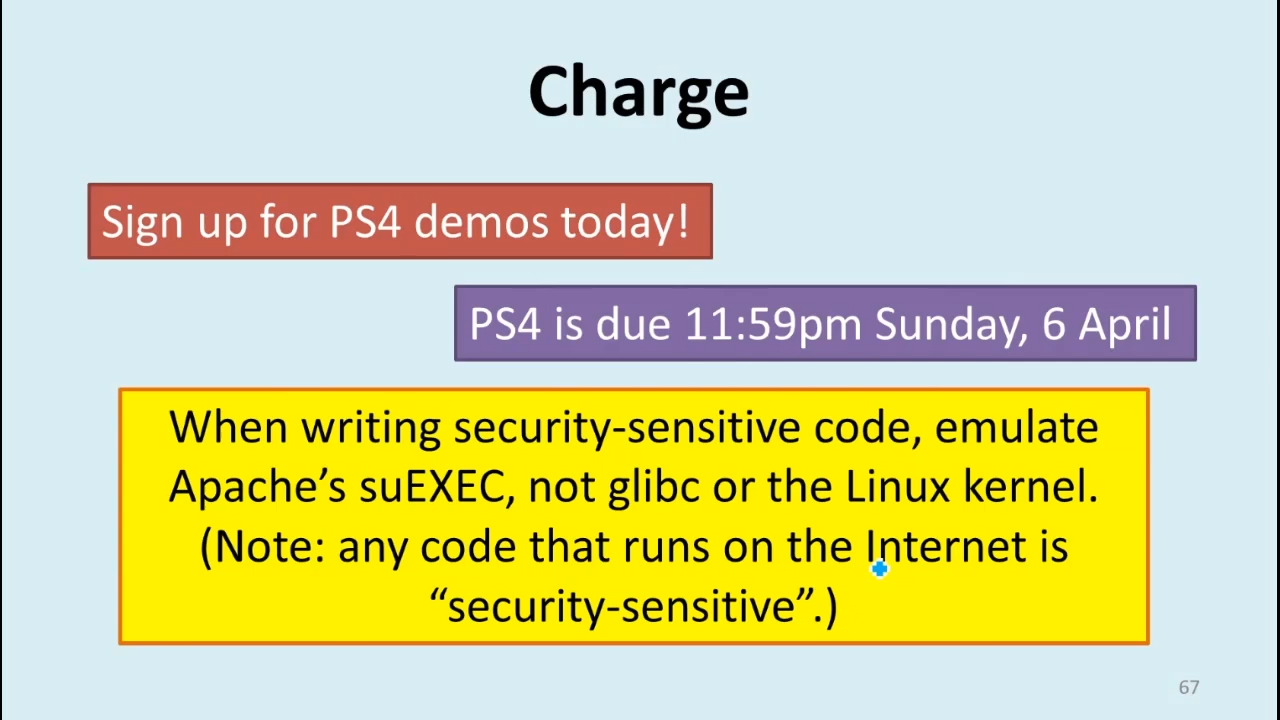 Charge
Sign up for PS4 demos today!
PS4 is due 11:59pm Sunday, 6 April
When writing security-sensitive code, emulate
Apache’s suEXEC, not glibc or the Linux kernel.
(Note: any code that runs on the Internet is
“security-sensitive”.)
67